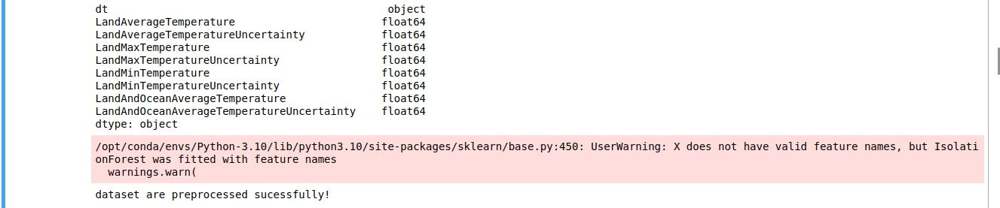 dt object
LandAverageTemperature float64
LandAverageTemperatureUncertainty float64
LandMaxTemperature float64
LandMaxTemperatureUncertainty float64
LandMinTemperature float64
LandMinTemperatureUncertainty float64
LandAndOceanAverageTemperature float64
LandAndOceanAverageTemperatureUncertainty float64
dtype: object
/opt/conda/envs/Python-3.10/lib/python3.10/site-packages/sklearn/base.py:450: UserWarning: X does not have valid feature names, but Isolati
onForest was fitted with feature names
warnings.warn(
dataset are preprocessed sucessfully!